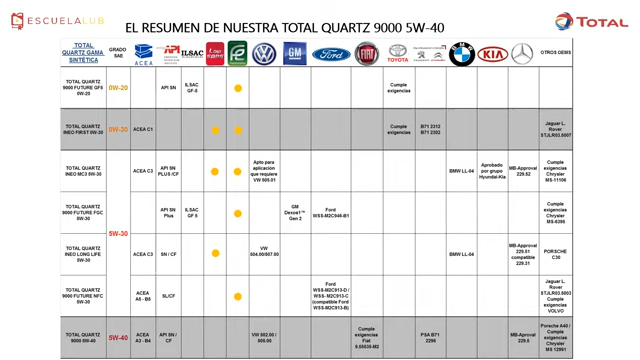 ESCUELALUB
EL RESUMEN DE NUESTRA TOTAL QUARTZ 9000 5W-40
TOTAL
TOTAL QUARTZ GAMA SINTÉTICA
GRADO SAE
ACEA
API
ILSAC
GM
Ford
FIAT
TOYOTA
BMW
KIA
OTROS OEMS
TOTAL QUARTZ 9000 FUTURE GF5 0W-20
0W-20
API SN
ILSAC GF-5
Cumple exigencias
TOTAL QUARTZ INEO FIRST 0W-30
0W-30
ACEA C1
Cumple exigencias
B71 2312
B71 2302
Jaguar L. Rover STJLR03.5007
TOTAL QUARTZ INEO MC3 5W-30
ACEA C3
API SN PLUS /CF
Apto para aplicación que requiere VW 505.01
BMW LL-04
Aprobado por grupo Hyundai-Kia
MB-Approval 229.52
Cumple exigencias Chrysler MS-11106
TOTAL QUARTZ 9000 FUTURE FGC 5W-30
5W-30
API SN Plus
ILSAC GF 5
GM Dexos1™ Gen 2
Ford WSS-M2C946-B1
Cumple exigencias Chrysler MS-6395
TOTAL QUARTZ INEO LONG LIFE 5W-30
ACEA C3
SN / CF
VW 504.00/507.00
BMW LL-04
MB-Approval 229.51 compatible 229.31
PORSCHE C30
TOTAL QUARTZ 9000 FUTURE NFC 5W-30
ACEA A5 - B5
SL/CF
Ford WSS-M2C913-D / WSS-M2C913-C (compatible Ford WSS-M2C913-B)
Jaguar L. Rover STJLR03.5003 Cumple exigencias VOLVO
TOTAL QUARTZ 9000 5W-40
5W-40
ACEA A3 - B4
API SN / CF
VW 502.00 / 505.00
Cumple exigencias Fiat 9.55535-M2
PSA B71 2296
MB-Aproval 229.5
Porsche A40 / Cumple exigencias Chrysler MS 12991